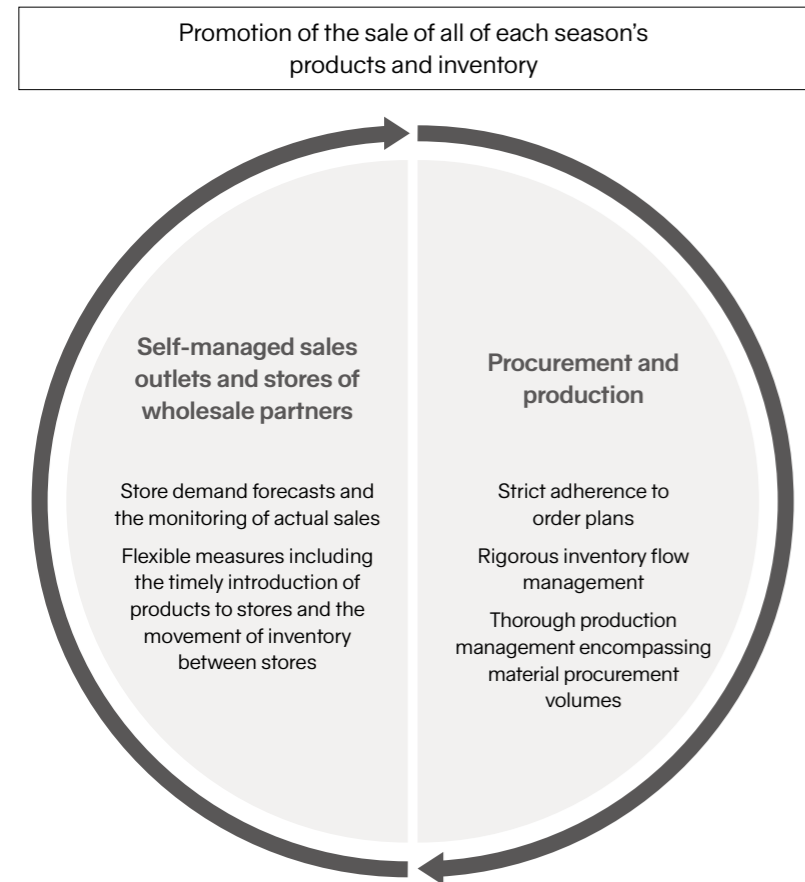 Promotion of the sale of all of each season’s
products and inventory
Self-managed sales
outlets and stores of
wholesale partners
Store demand forecasts and
the monitoring of actual sales
Flexible measures including
the timely introduction of
products to stores and the
movement of inventory
between stores
Procurement and
production
Strict adherence to
order plans
Rigorous inventory flow
management
Thorough production
management encompassing
material procurement
volumes